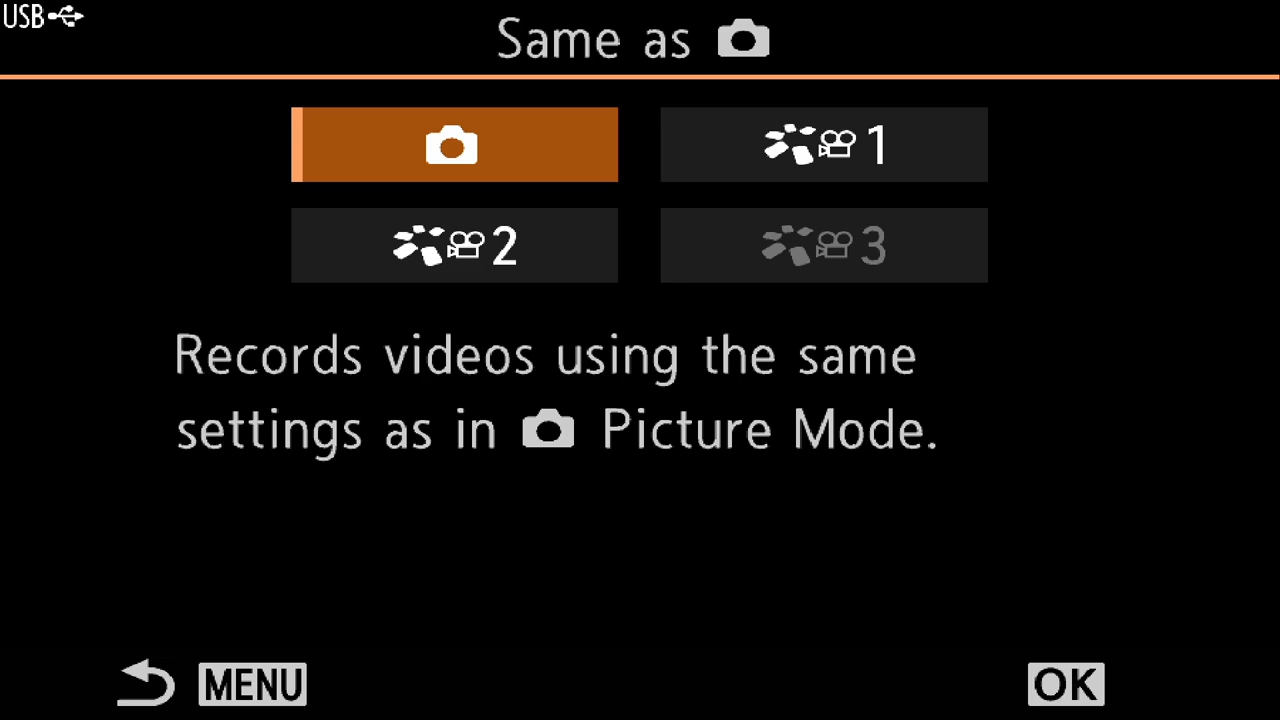 USB
Same as
1
2
3
Records videos using the same
settings as in Picture Mode.
MENU
OK